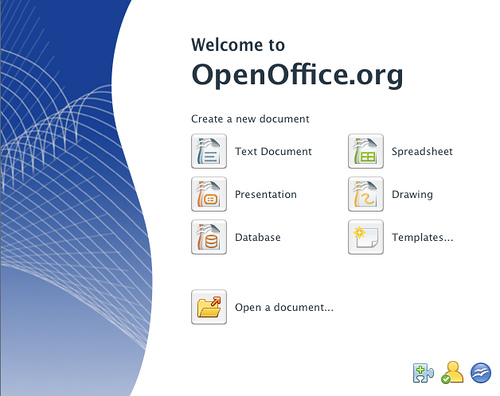 Welcome to
OpenOffice.org
Create a new document
Text Document
Spreadsheet
Presentation
Drawing
Database
Templates...
Open a document...